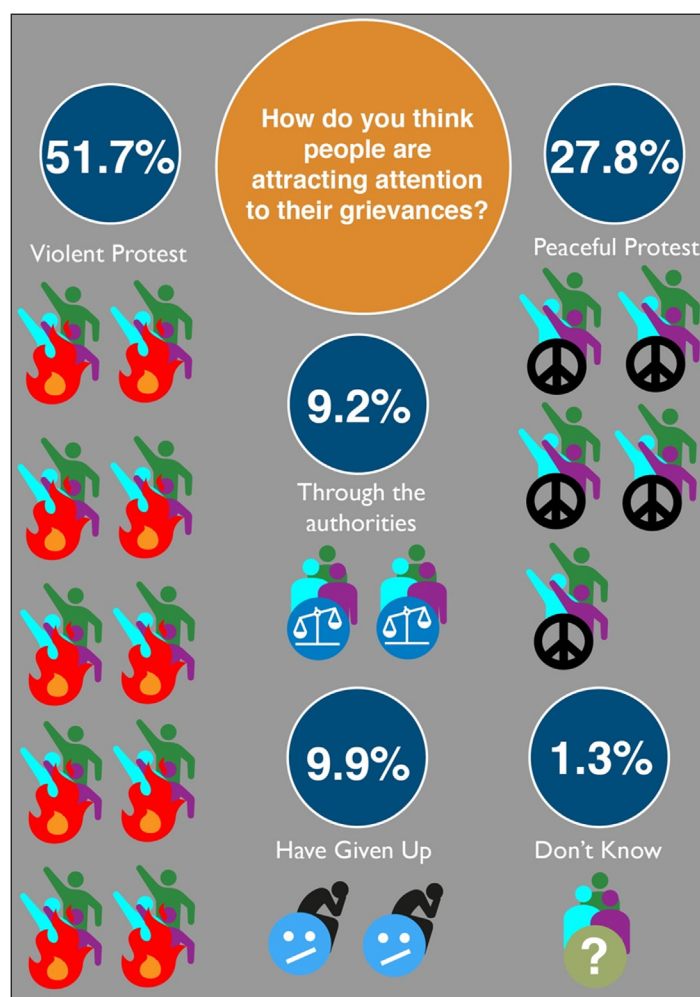 How do you think
people are
attracting attention
to their grievances?
51.7%
Violent Protest
27.8%
Peaceful Protest
9.2%
Through the
authorities
9.9%
Have Given Up
1.3%
Don't Know
?